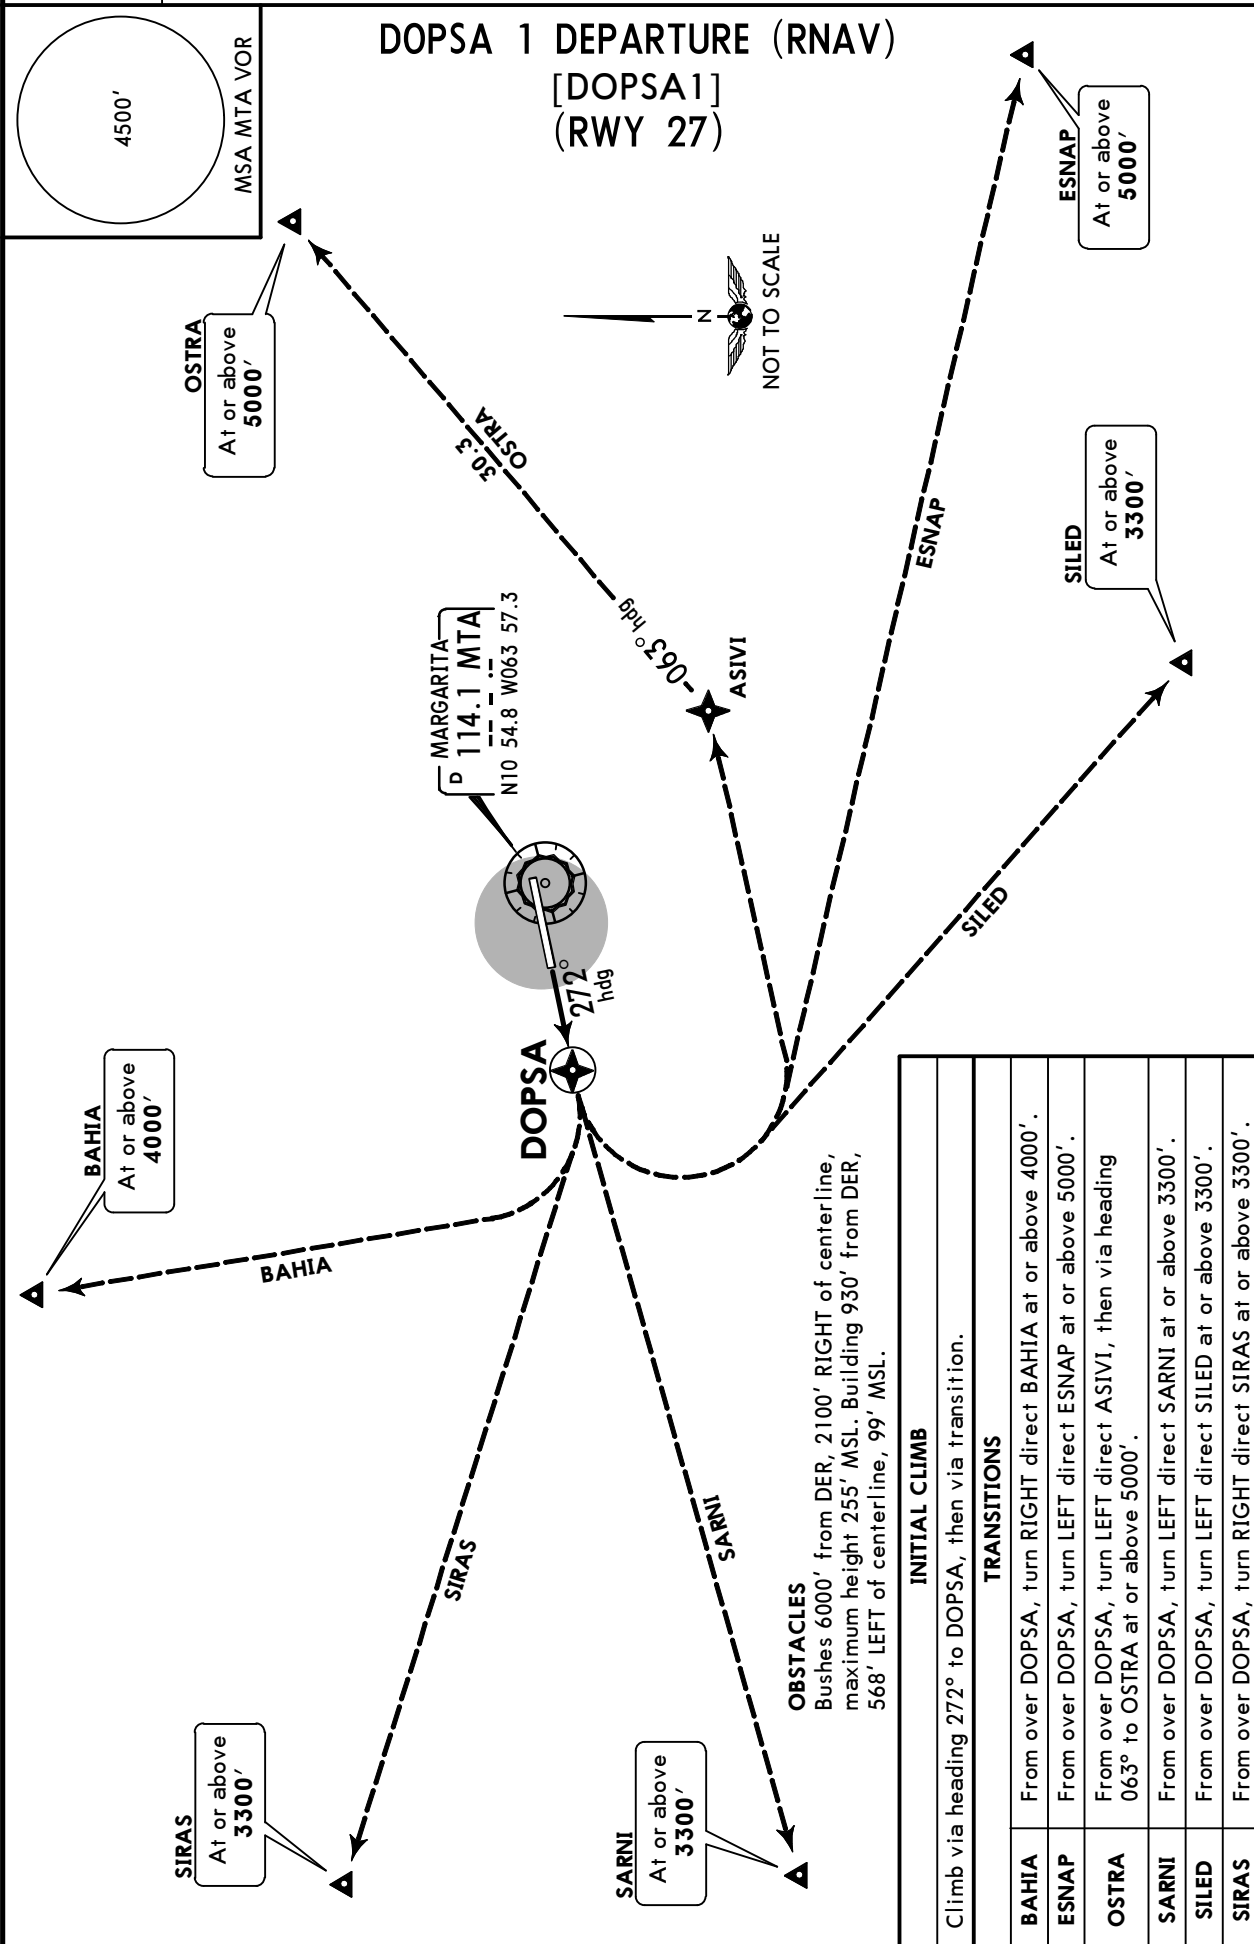 DOPSA 1 DEPARTURE (RNAV)
[DOPSA1]
(RWY 27)
4500'
MSA MTA VOR
OSTRA
At or above
5000'
ESNAP
At or above
5000'
N
NOT TO SCALE
30.3
OSTRA
063° hdg
ASIVI
ESNAP
SILED
At or above
3300'
SILED
MARGARITA
D 114.1 MTA
N10 54.8 W063 57.3
272°
hdg
DOPSA
BAHIA
At or above
4000'
BAHIA
SIRAS
SARNI
SIRAS
At or above
3300'
SARNI
At or above
3300'
OBSTACLES
Bushes 6000' from DER, 2100' RIGHT of centerline,
maximum height 255' MSL. Building 930' from DER,
568' LEFT of centerline, 99' MSL.
INITIAL CLIMB
Climb via heading 272° to DOPSA, then via transition.
TRANSITIONS
BAHIA From over DOPSA, turn RIGHT direct BAHIA at or above 4000'.
ESNAP From over DOPSA, turn LEFT direct ESNAP at or above 5000'.
OSTRA From over DOPSA, turn LEFT direct ASIVI, then via heading
063° to OSTRA at or above 5000'.
SARNI From over DOPSA, turn LEFT direct SARNI at or above 3300'.
SILED From over DOPSA, turn LEFT direct SILED at or above 3300'.
SIRAS From over DOPSA, turn RIGHT direct SIRAS at or above 3300'.